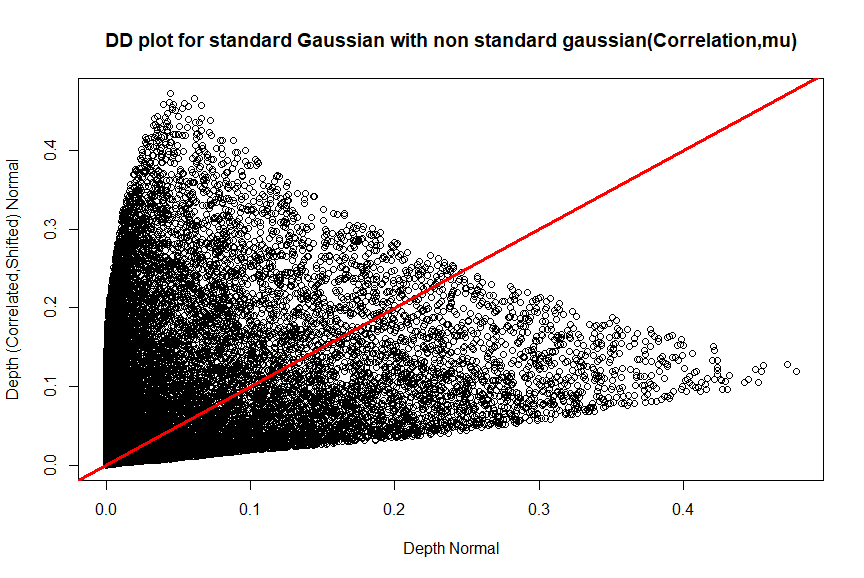 DD plot for standard Gaussian with non standard gaussian(Correlation,mu)
Depth (Correlated,Shifted) Normal
0.4
0.3
0.2
0.1
0.0
0.0 0.1 0.2 0.3 0.4
Depth Normal